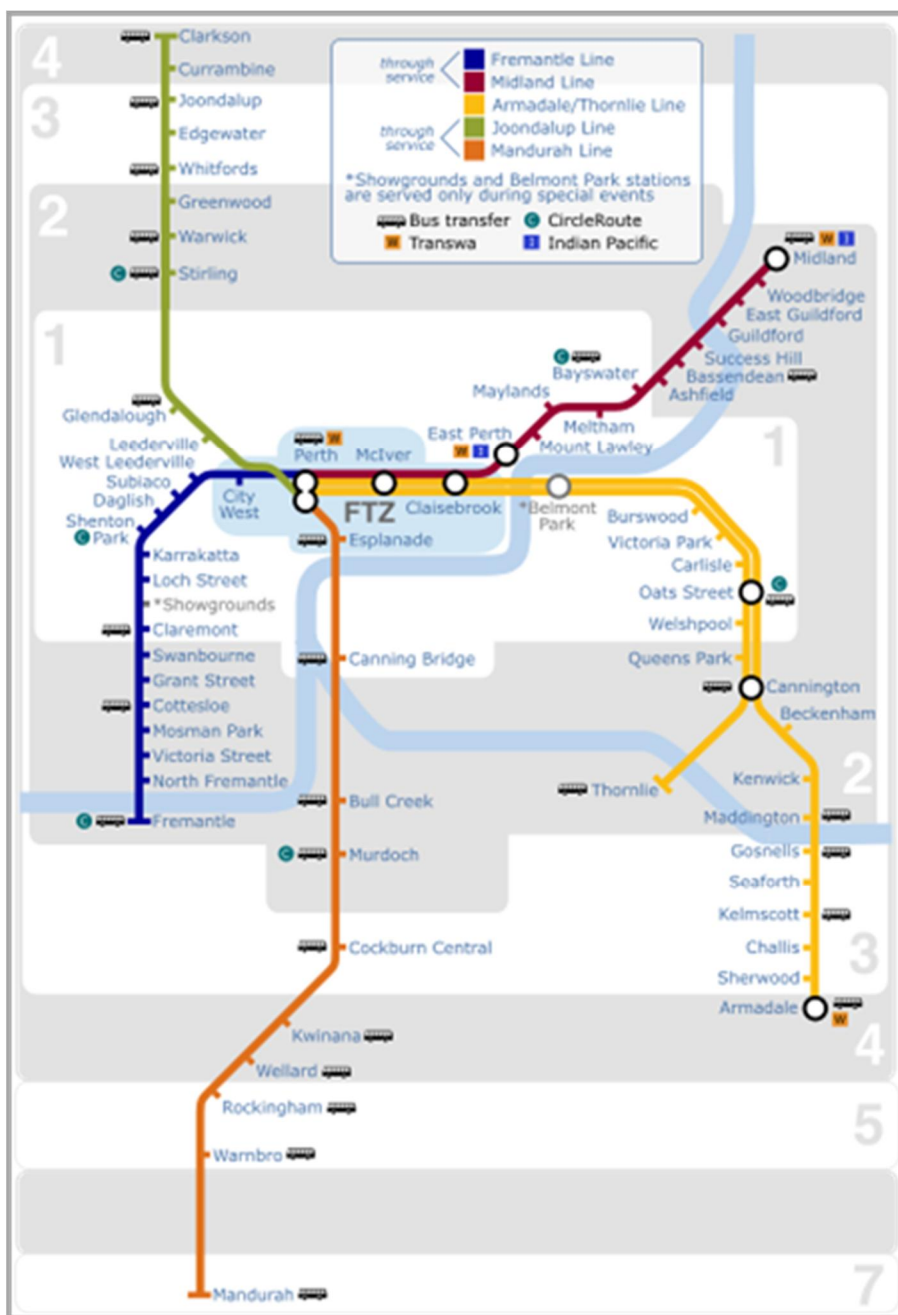 4
Clarkson
Currambine
3
Joondalup
Edgewater
Whitfords
2
Greenwood
Warwick
C
Stirling
through
service
Fremantle Line
Midland Line
Armadale/Thornlie Line
through
service
Joondalup Line
Mandurah Line
*Showgrounds and Belmont Park stations
are served only during special events
Bus transfer
C
CircleRoute
W
Transwa
I
Indian Pacific
W
I
Midland
Woodbridge
East Guildford
Guildford
Success Hill
Bassendean
Ashfield
1
C
Bayswater
Maylands
Meltham
Mount Lawley
East Perth
W
I
1
Glendalough
Leederville
West Leederville
Subiaco
Daglish
Shenton
Park
C
City
West
W
Perth
McIver
FTZ
Claisebrook
*Belmont
Park
Burswood
Victoria Park
Carlisle
Oats Street
C
Welshpool
Queens Park
Cannington
Beckenham
Esplanade
Karrakatta
Loch Street
*Showgrounds
Claremont
Swanbourne
Grant Street
Cottesloe
Mosman Park
Victoria Street
North Fremantle
C
Fremantle
Canning Bridge
Bull Creek
C
Murdoch
Cockburn Central
Thornlie
Kenwick
2
Maddington
Gosnells
Seaforth
Kelmscott
Challis
3
Sherwood
Armadale
W
4
Kwinana
Wellard
Rockingham
5
Warnbro
7
Mandurah